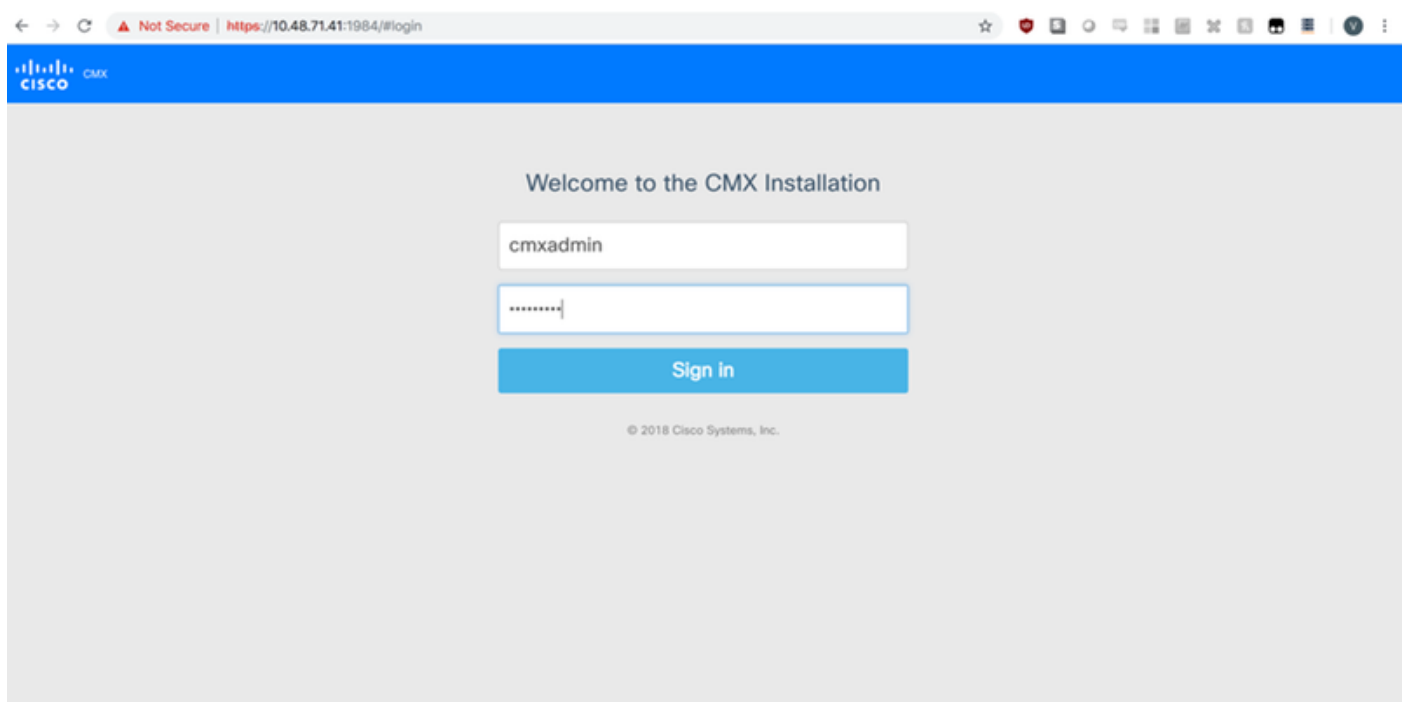 Not Secure | https://10.48.71.41:1984/#login
CISCO CMX
Welcome to the CMX Installation
cmxadmin
•••••••••
Sign in
© 2018 Cisco Systems, Inc.
V